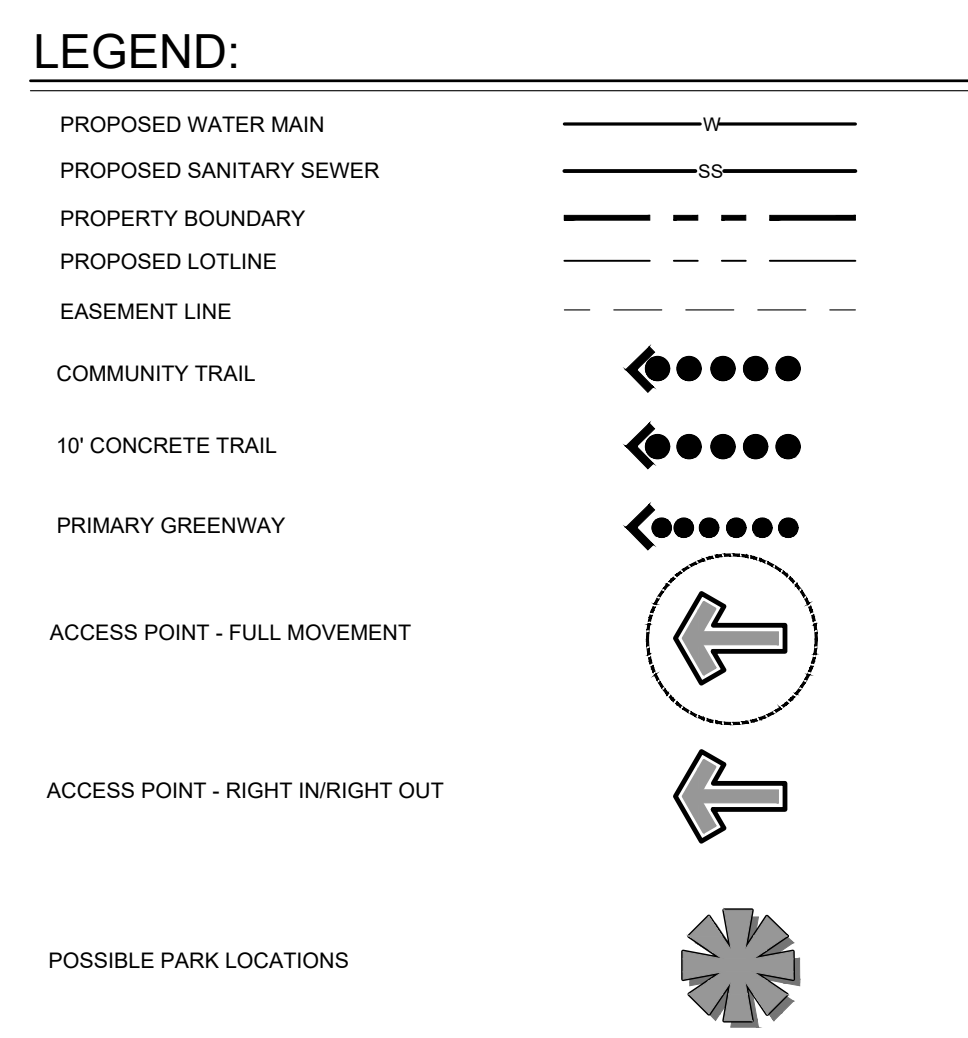 LEGEND:
PROPOSED WATER MAIN W
PROPOSED SANITARY SEWER SS
PROPERTY BOUNDARY
PROPOSED LOTLINE
EASEMENT LINE
COMMUNITY TRAIL
10' CONCRETE TRAIL
PRIMARY GREENWAY
ACCESS POINT - FULL MOVEMENT
ACCESS POINT - RIGHT IN/RIGHT OUT
POSSIBLE PARK LOCATIONS